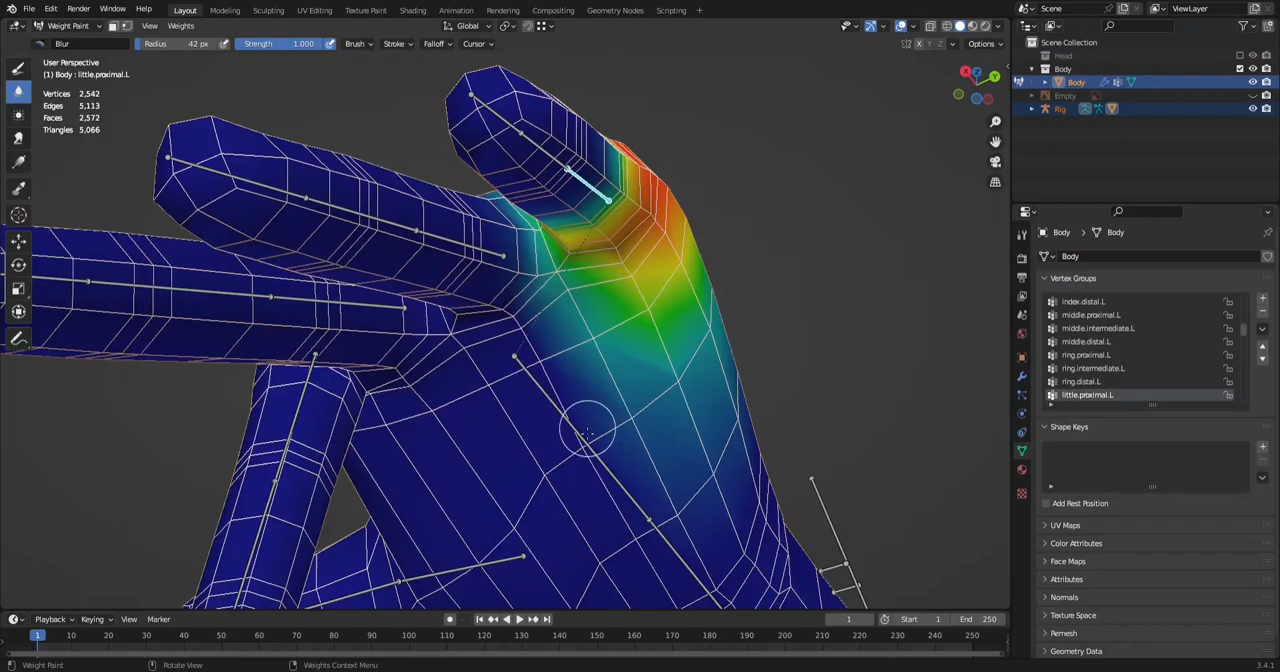 File Edit Render Window Help
Layout Modeling Sculpting UV Editing Texture Paint Shading Animation Rendering Compositing Geometry Nodes Scripting +
Scene
ViewLayer
Weight Paint
View Weights
Global
Blur
Radius 42 px
Strength 1.000
Brush Stroke Falloff Cursor
X Y Z
Options
User Perspective
(1) Body : little.proximal.L
Vertices 2,542
Edges 5,113
Faces 2,572
Triangles 5,066
X
Z
Y
Scene Collection
Head
Body
Body
Empty
Rig
Body > Body
Body
Vertex Groups
index.distal.L
middle.proximal.L
middle.intermediate.L
middle.distal.L
ring.proximal.L
ring.intermediate.L
ring.distal.L
little.proximal.L
Shape Keys
Add Rest Position
UV Maps
Color Attributes
Face Maps
Attributes
Normals
Texture Space
Remesh
Geometry Data
Playback Keying View Marker
1
Start 1
End 250
1 10 20 30 40 50 60 70 80 90 100 110 120 130 140 150 160 170 180 190 200 210 220 230 240 250
Weight Paint
Rotate View
Weights Context Menu
3.4.1